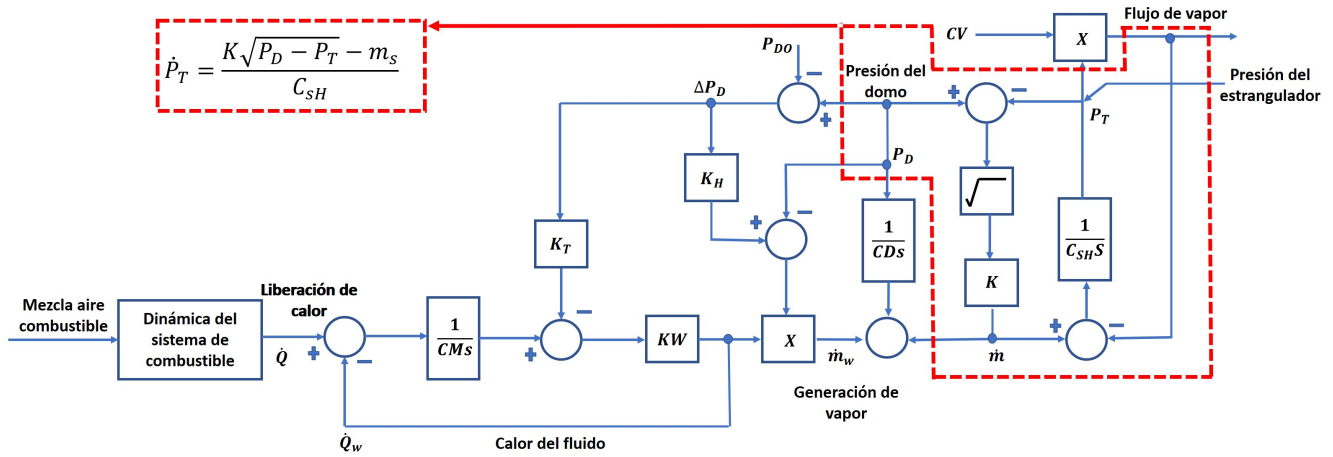 Ṗ_T = (K√(P_D − P_T) − m_s) / C_sH
P_DO
−
+
ΔP_D
Presión del
domo
CV
X
Flujo de vapor
Presión del
estrangulador
P_T
+
−
P_D
K_H
+
−
√
K_T
1/(CDs)
1/(C_SH S)
K
Mezcla aire
combustible
Dinámica del
sistema de
combustible
Liberación de
calor
Q̇
+
−
1/(CMs)
+
−
KW
X
ṁ_w
ṁ
+
−
Generación de
vapor
Q̇_w
Calor del fluido